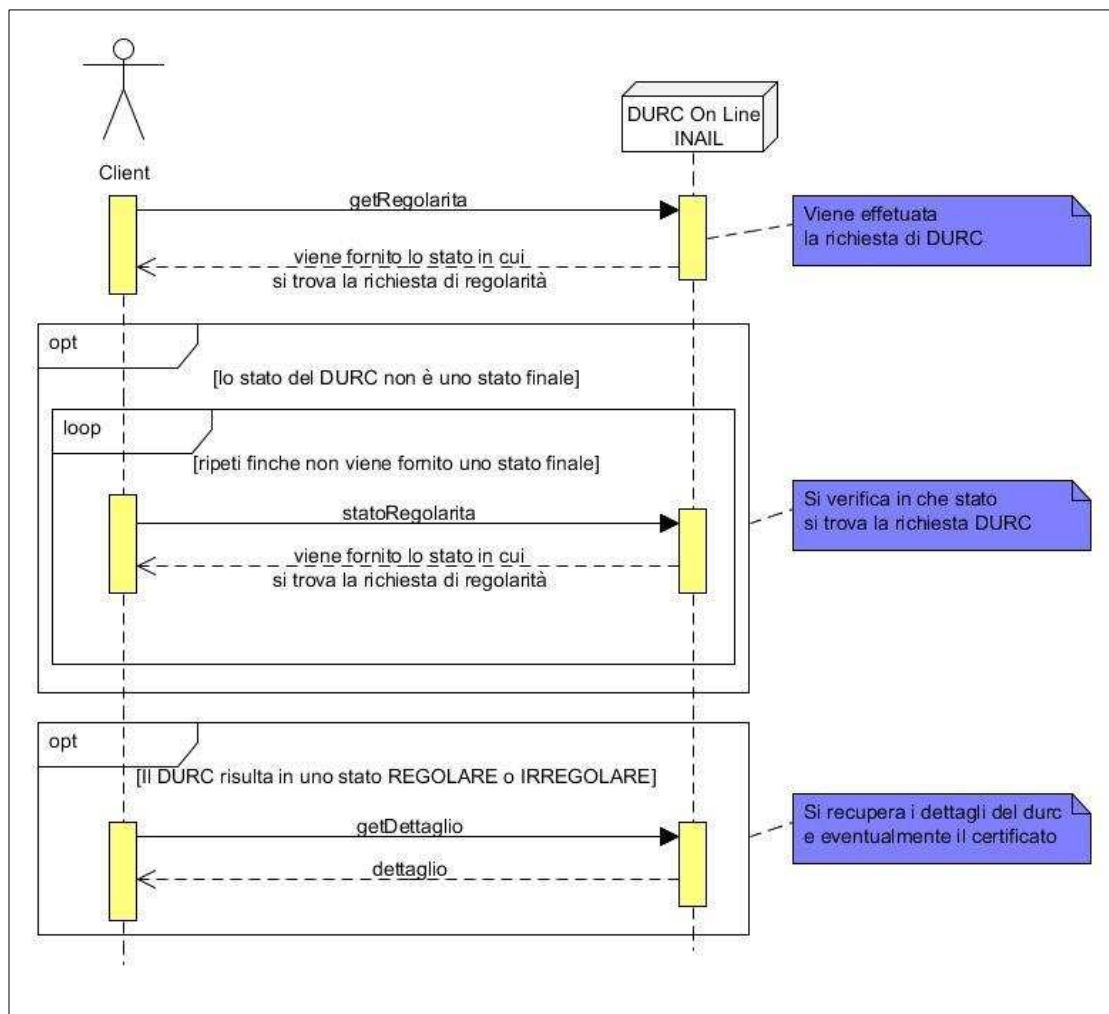 Client
DURC On Line
INAIL
getRegolarita
Viene effetuata
la richiesta di DURC
viene fornito lo stato in cui
si trova la richiesta di regolarità
opt
[lo stato del DURC non è uno stato finale]
loop
[ripeti finche non viene fornito uno stato finale]
statoRegolarita
Si verifica in che stato
si trova la richiesta DURC
viene fornito lo stato in cui
si trova la richiesta di regolarità
opt
[Il DURC risulta in uno stato REGOLARE o IRREGOLARE]
getDettaglio
Si recupera i dettagli del durc
e eventualmente il certificato
dettaglio